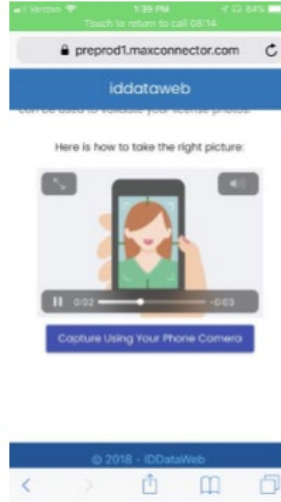 Verizon 1:39 PM 84%
Touch to return to call 08:14
preprod1.maxconnector.com
iddataweb
can be used to validate your license photos.
Here is how to take the right picture:
0:02 -0:03
Capture Using Your Phone Camera
© 2018 - IDDataWeb